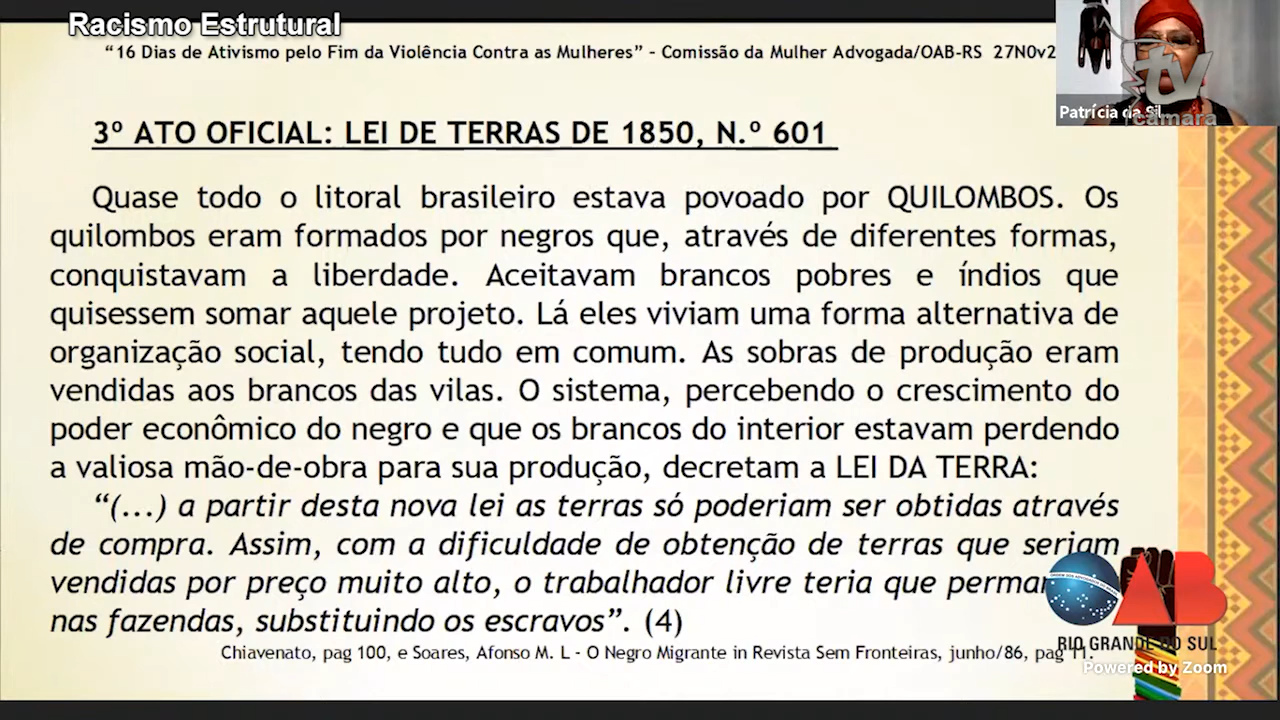 Racismo Estrutural
“16 Dias de Ativismo pelo Fim da Violência Contra as Mulheres” – Comissão da Mulher Advogada/OAB-RS 27N0v2
Patrícia da Sil
tv
câmara
3º ATO OFICIAL: LEI DE TERRAS DE 1850, N.º 601
Quase todo o litoral brasileiro estava povoado por QUILOMBOS. Os
quilombos eram formados por negros que, através de diferentes formas,
conquistavam a liberdade. Aceitavam brancos pobres e índios que
quisessem somar aquele projeto. Lá eles viviam uma forma alternativa de
organização social, tendo tudo em comum. As sobras de produção eram
vendidas aos brancos das vilas. O sistema, percebendo o crescimento do
poder econômico do negro e que os brancos do interior estavam perdendo
a valiosa mão-de-obra para sua produção, decretam a LEI DA TERRA:
“(...) a partir desta nova lei as terras só poderiam ser obtidas através
de compra. Assim, com a dificuldade de obtenção de terras que seriam
vendidas por preço muito alto, o trabalhador livre teria que perma
nas fazendas, substituindo os escravos”. (4)
Chiavenato, pag 100, e Soares, Afonso M. L - O Negro Migrante in Revista Sem Fronteiras, junho/86, pag 11.
OAB
RIO GRANDE DO SUL
Powered by Zoom